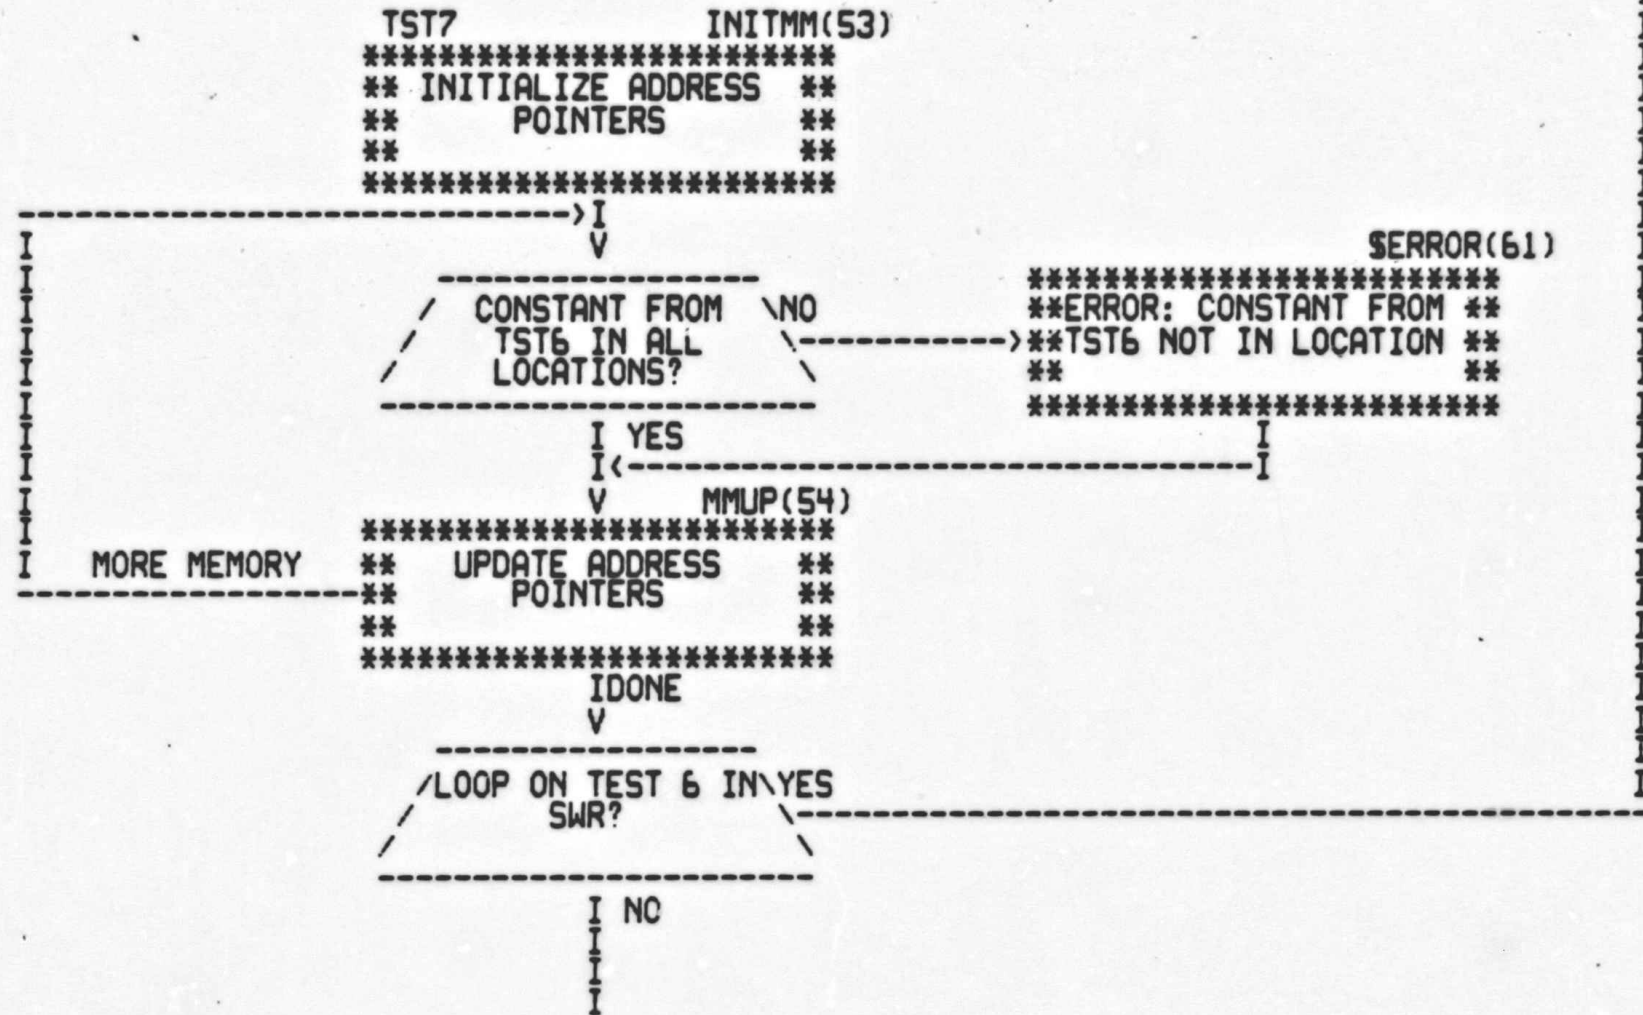 TST7 INITMM(53)
************************
** INITIALIZE ADDRESS **
** POINTERS **
** **
************************
----------------------------->I
I V
I ----------------- $ERROR(61)
I / CONSTANT FROM \NO *************************
I / TST6 IN ALL \----------->**ERROR: CONSTANT FROM **
I / LOCATIONS? \ **TST6 NOT IN LOCATION **
I ----------------------- ** **
I *************************
I I YES I
I I<---------------------------------I
I V MMUP(54)
I *************************
I MORE MEMORY ** UPDATE ADDRESS **
------------------** POINTERS **
** **
*************************
IDONE
V
-----------------
/LOOP ON TEST 6 IN\YES
/ SWR? \---------------------------------------------
/ \
-----------------------
I NO
I
I
I